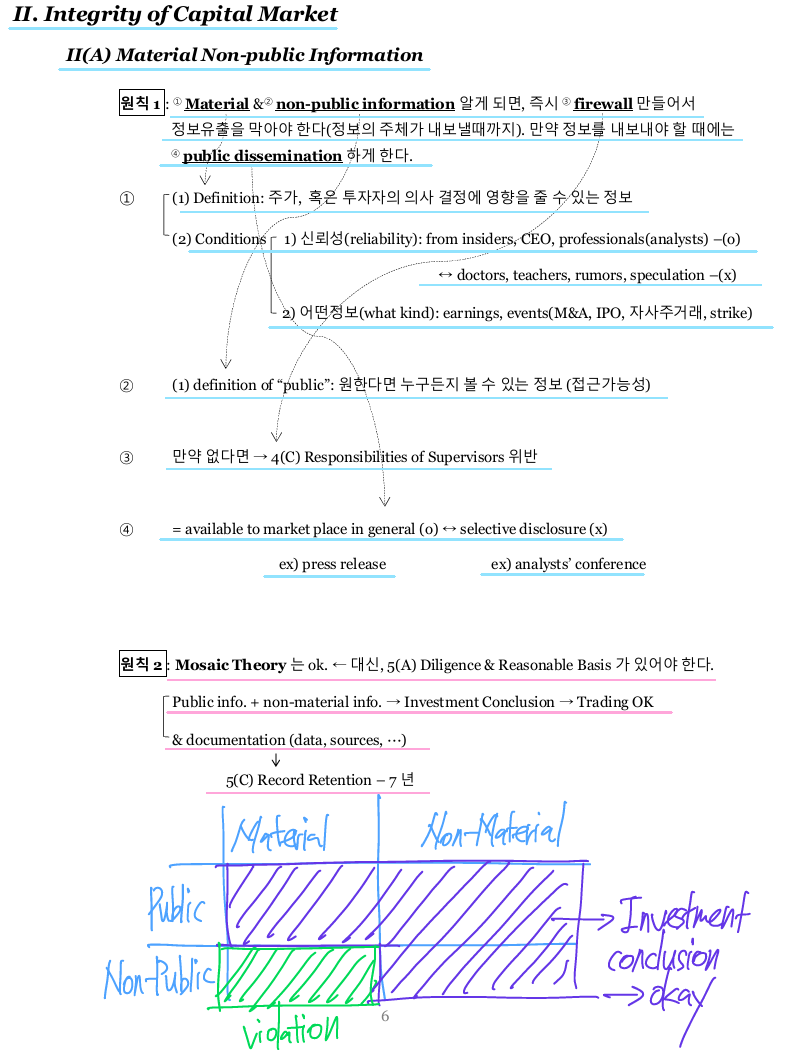 II. Integrity of Capital Market
II(A) Material Non-public Information
원칙 1 : ① Material & ② non-public information 알게 되면, 즉시 ③ firewall 만들어서
정보유출을 막아야 한다(정보의 주체가 내보낼때까지). 만약 정보를 내보내야 할 때에는
④ public dissemination 하게 한다.
① (1) Definition: 주가, 혹은 투자자의 의사 결정에 영향을 줄 수 있는 정보
(2) Conditions 1) 신뢰성(reliability): from insiders, CEO, professionals(analysts) –(o)
↔ doctors, teachers, rumors, speculation –(x)
2) 어떤정보(what kind): earnings, events(M&A, IPO, 자사주거래, strike)
② (1) definition of “public”: 원한다면 누구든지 볼 수 있는 정보 (접근가능성)
③ 만약 없다면 → 4(C) Responsibilities of Supervisors 위반
④ = available to market place in general (o) ↔ selective disclosure (x)
ex) press release ex) analysts’ conference
원칙 2 : Mosaic Theory 는 ok. ← 대신, 5(A) Diligence & Reasonable Basis 가 있어야 한다.
Public info. + non-material info. → Investment Conclusion → Trading OK
& documentation (data, sources, ⋯)
↓
5(C) Record Retention – 7 년
Material Non-Material
Public → Investment
conclusion
Non-Public → okay
violation
6